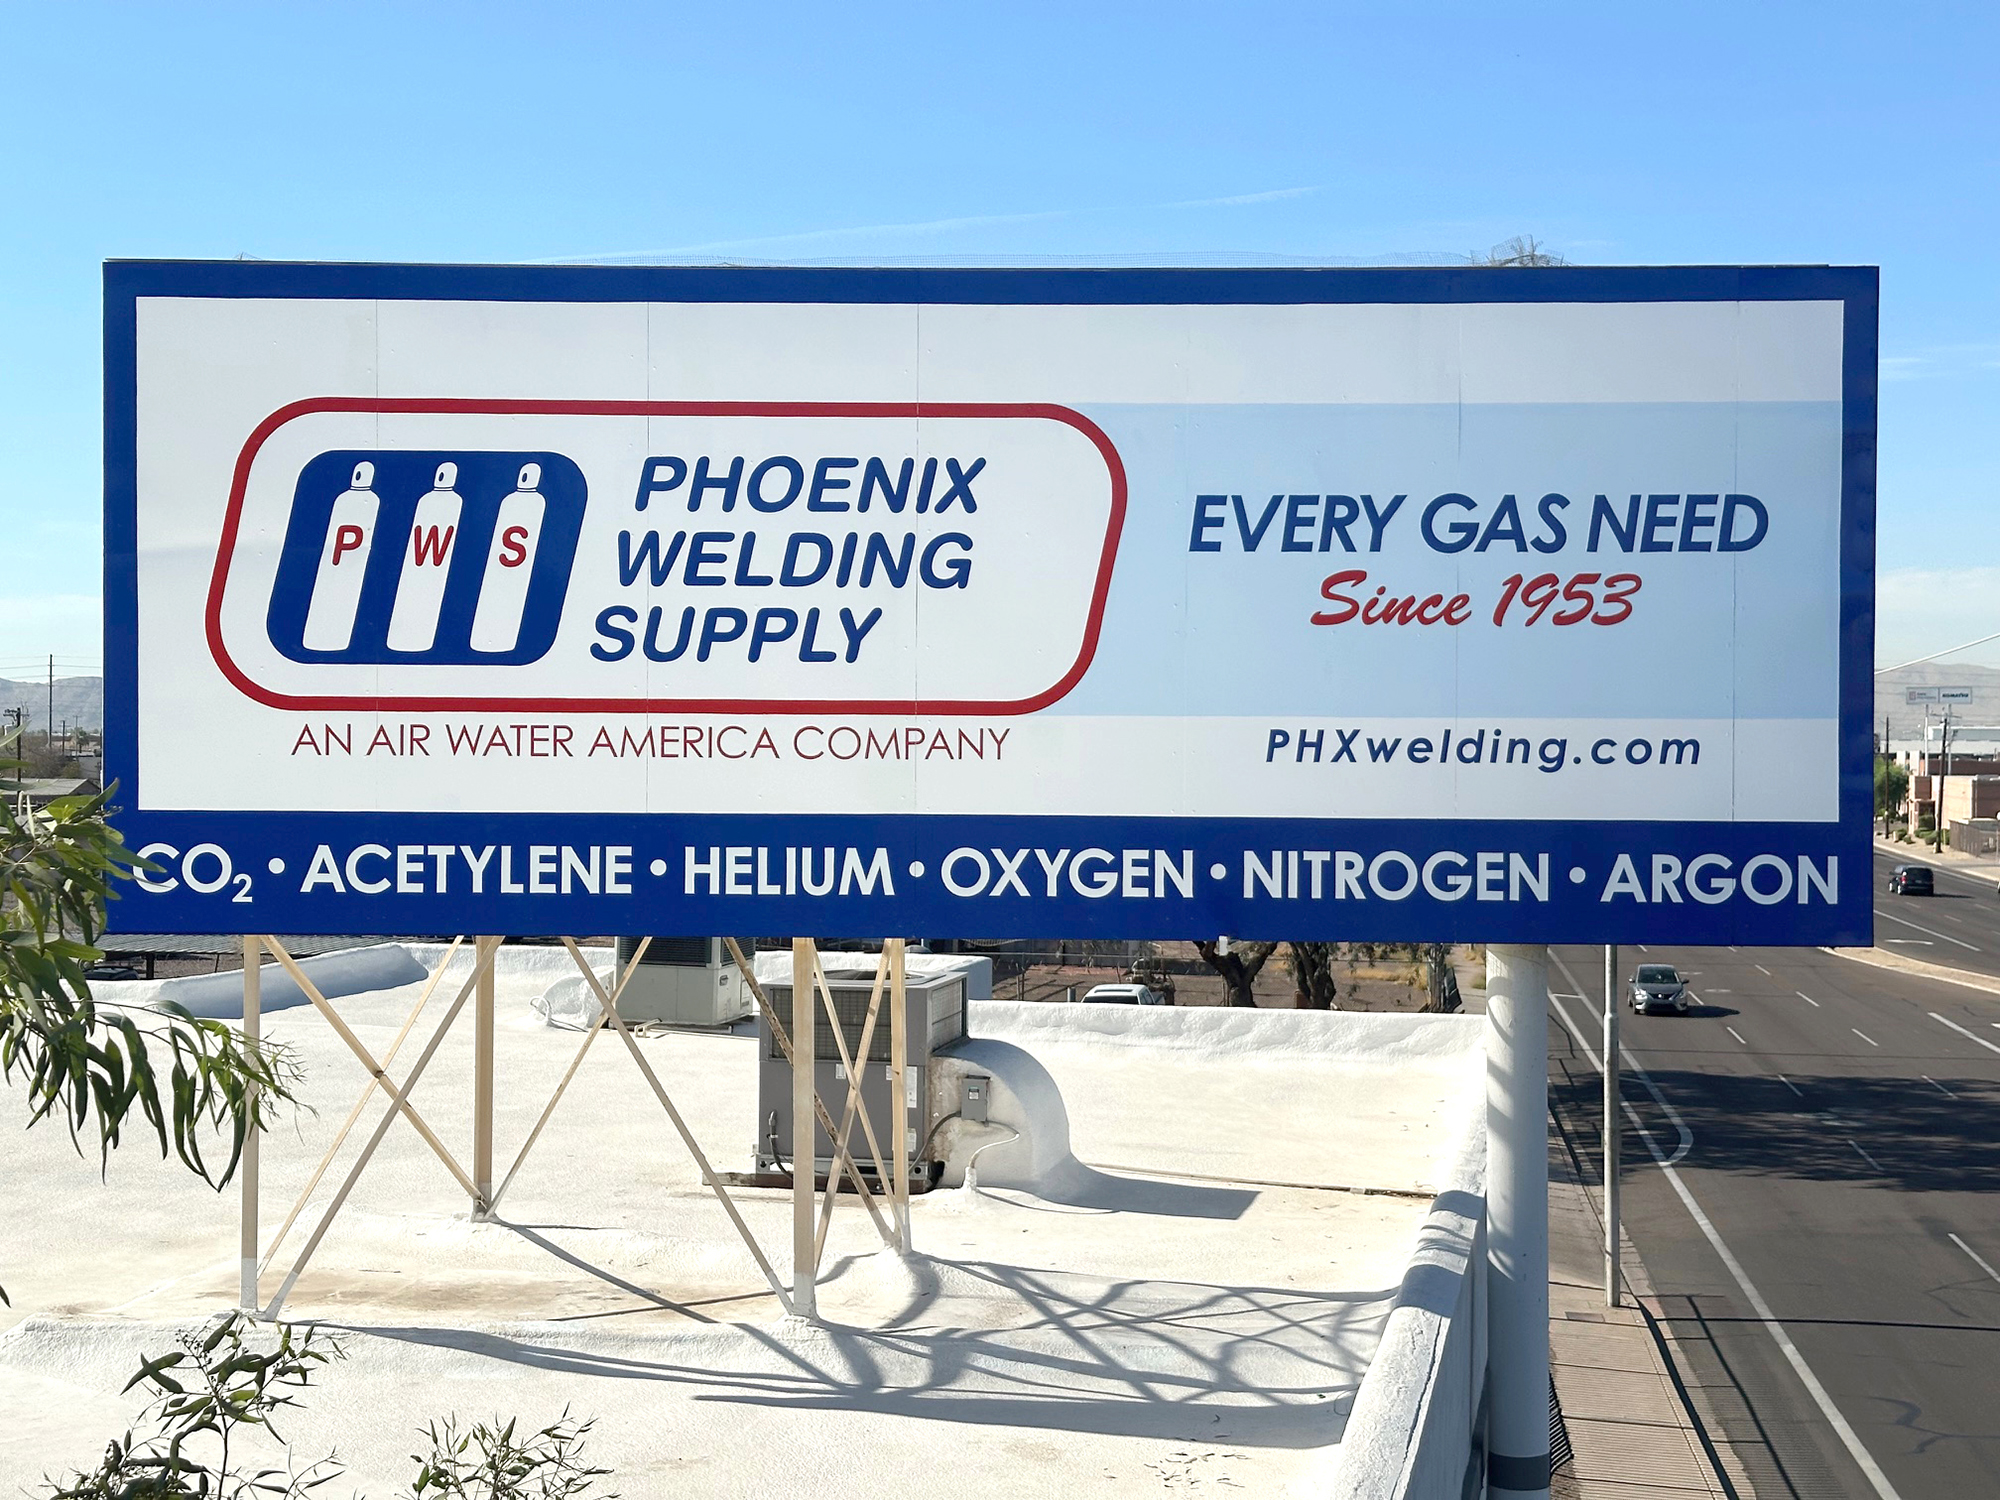 P W S
PHOENIX
WELDING
SUPPLY
AN AIR WATER AMERICA COMPANY
EVERY GAS NEED
Since 1953
PHXwelding.com
CO₂ • ACETYLENE • HELIUM • OXYGEN • NITROGEN • ARGON
KOMATSU